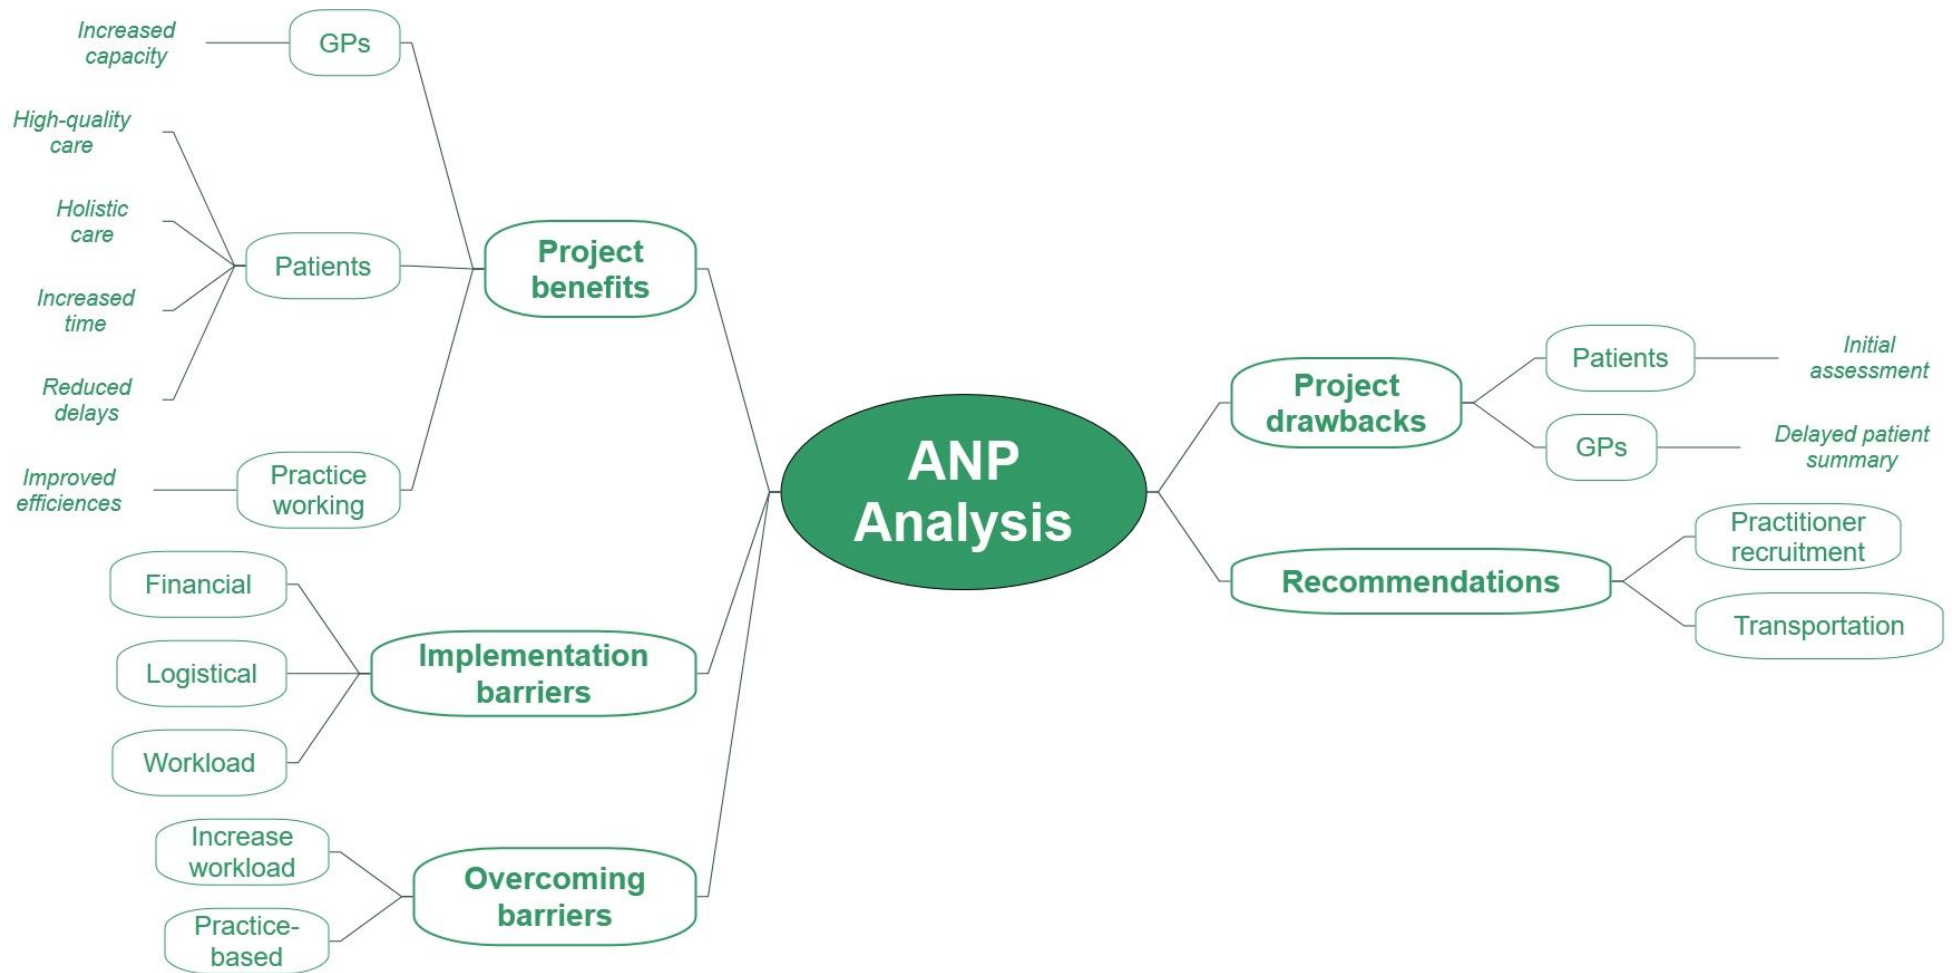 Increased
capacity
GPs
High-quality
care
Holistic
care
Increased
time
Reduced
delays
Patients
Project
benefits
Improved
efficiences
Practice
working
Financial
Logistical
Workload
Implementation
barriers
Increase
workload
Practice-
based
Overcoming
barriers
ANP
Analysis
Project
drawbacks
Patients
Initial
assessment
GPs
Delayed patient
summary
Recommendations
Practitioner
recruitment
Transportation